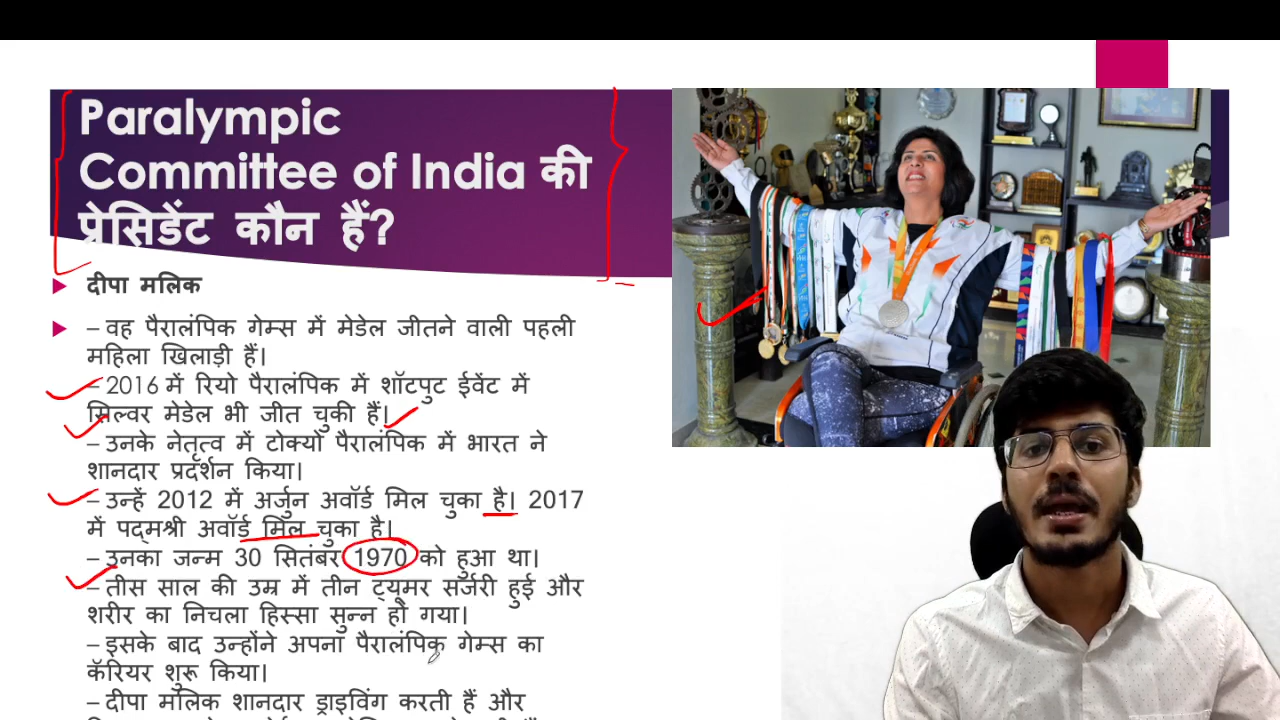 Paralympic
Committee of India की
प्रेसिडेंट कौन हैं?
दीपा मलिक
– वह पैरालंपिक गेम्स में मेडेल जीतने वाली पहली
महिला खिलाड़ी हैं।
– 2016 में रियो पैरालंपिक में शॉटपुट ईवेंट में
सिल्वर मेडेल भी जीत चुकी हैं।
– उनके नेतृत्व में टोक्यो पैरालंपिक में भारत ने
शानदार प्रदर्शन किया।
– उन्हें 2012 में अर्जुन अवॉर्ड मिल चुका है। 2017
में पद्मश्री अवॉर्ड मिल चुका है।
– उनका जन्म 30 सितंबर 1970 को हुआ था।
– तीस साल की उम्र में तीन ट्यूमर सर्जरी हुई और
शरीर का निचला हिस्सा सुन्न हो गया।
– इसके बाद उन्होंने अपना पैरालंपिक गेम्स का
कॅरियर शुरू किया।
– दीपा मलिक शानदार ड्राइविंग करती हैं और